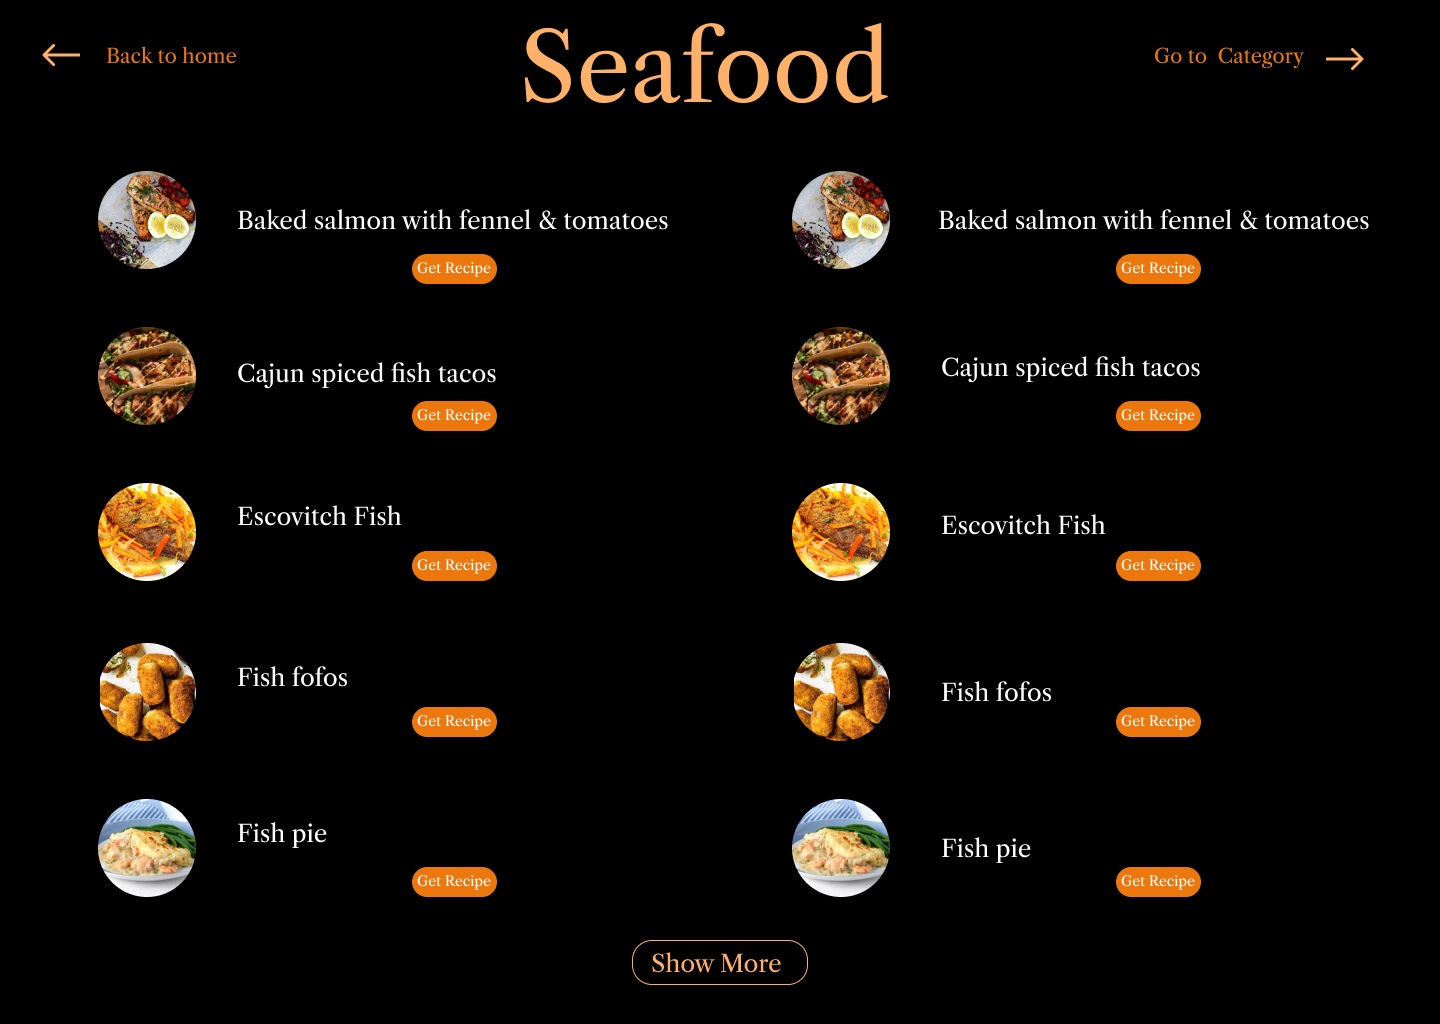 Back to home
Seafood
Go to  Category
Baked salmon with fennel & tomatoes
Get Recipe
Baked salmon with fennel & tomatoes
Get Recipe
Cajun spiced fish tacos
Get Recipe
Cajun spiced fish tacos
Get Recipe
Escovitch Fish
Get Recipe
Escovitch Fish
Get Recipe
Fish fofos
Get Recipe
Fish fofos
Get Recipe
Fish pie
Get Recipe
Fish pie
Get Recipe
Show More